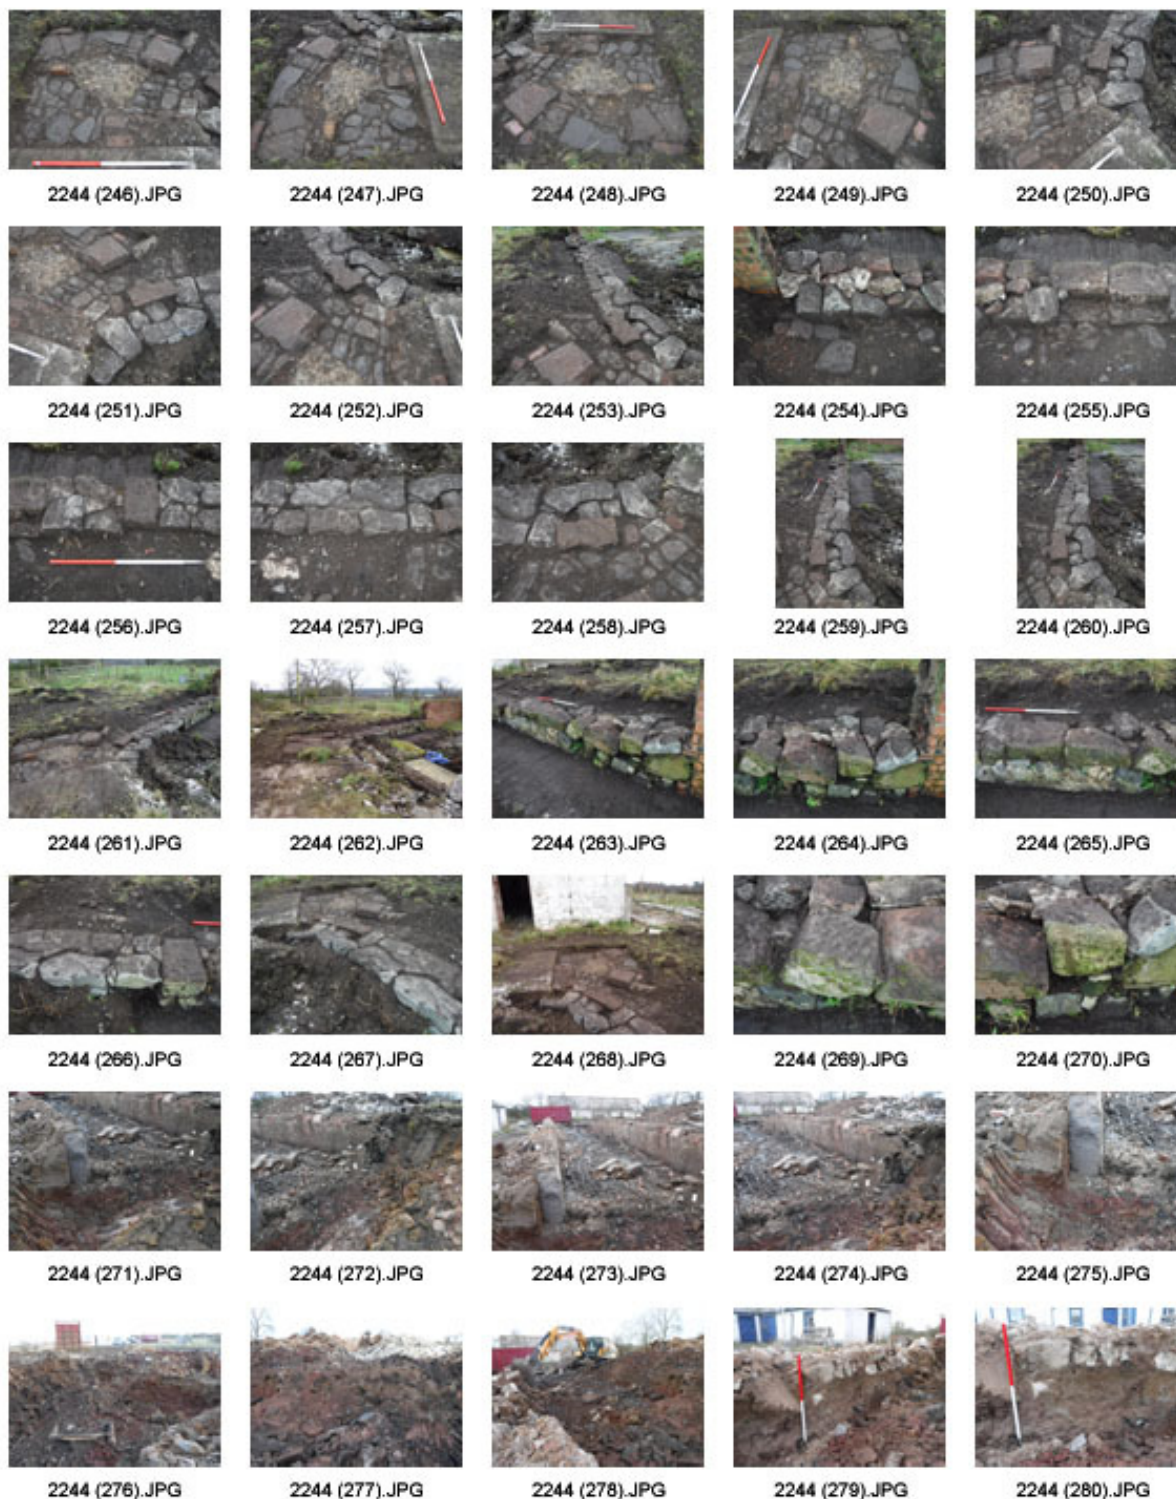 2244 (246).JPG 2244 (247).JPG 2244 (248).JPG 2244 (249).JPG 2244 (250).JPG
2244 (251).JPG 2244 (252).JPG 2244 (253).JPG 2244 (254).JPG 2244 (255).JPG
2244 (256).JPG 2244 (257).JPG 2244 (258).JPG 2244 (259).JPG 2244 (260).JPG
2244 (261).JPG 2244 (262).JPG 2244 (263).JPG 2244 (264).JPG 2244 (265).JPG
2244 (266).JPG 2244 (267).JPG 2244 (268).JPG 2244 (269).JPG 2244 (270).JPG
2244 (271).JPG 2244 (272).JPG 2244 (273).JPG 2244 (274).JPG 2244 (275).JPG
2244 (276).JPG 2244 (277).JPG 2244 (278).JPG 2244 (279).JPG 2244 (280).JPG